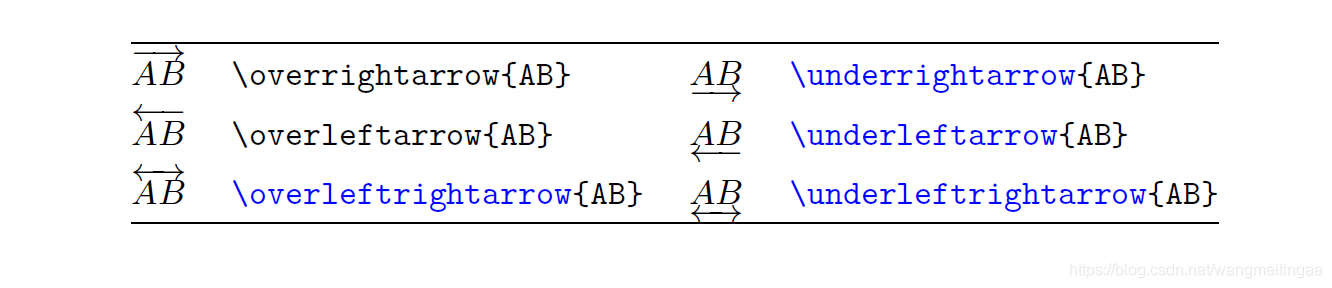 AB \overrightarrow{AB} AB \underrightarrow{AB}
AB \overleftarrow{AB} AB \underleftarrow{AB}
AB \overleftrightarrow{AB} AB \underleftrightarrow{AB}
https://blog.csdn.net/wangmeitingaa